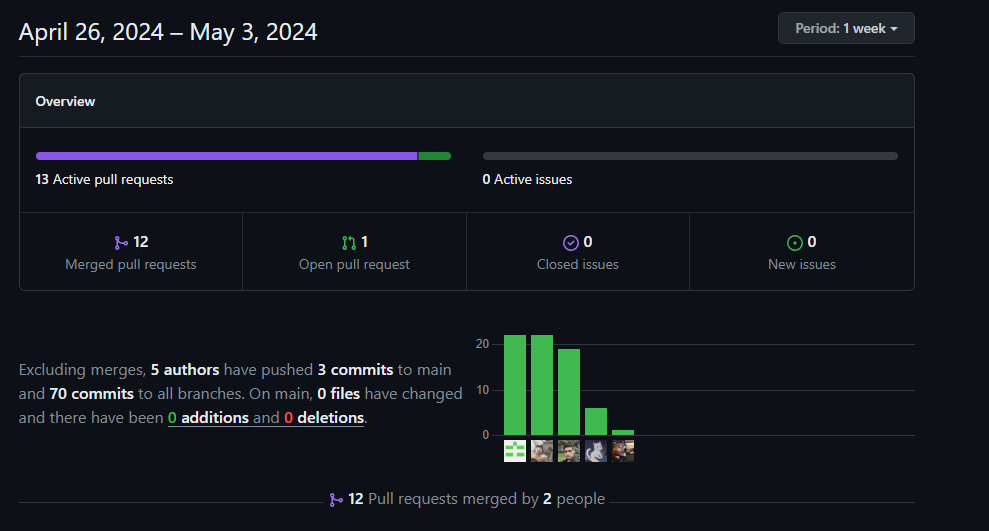 April 26, 2024 – May 3, 2024
Period: 1 week
Overview
13 Active pull requests
0 Active issues
12
Merged pull requests
1
Open pull request
0
Closed issues
0
New issues
Excluding merges, 5 authors have pushed 3 commits to main
and 70 commits to all branches. On main, 0 files have changed
and there have been 0 additions and 0 deletions.
20
10
0
12 Pull requests merged by 2 people